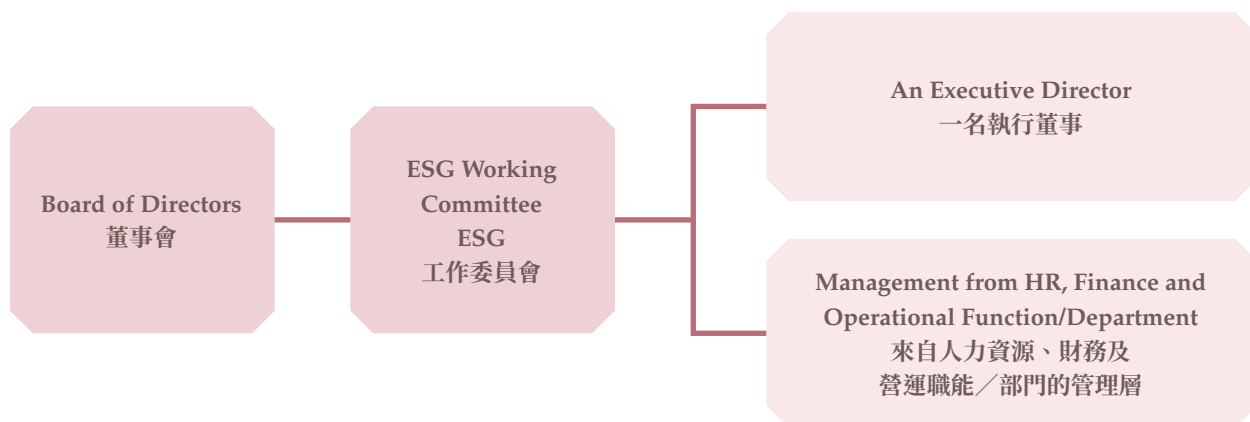 Board of Directors
董事會
ESG Working
Committee
ESG
工作委員會
An Executive Director
一名執行董事
Management from HR, Finance and
Operational Function/Department
來自人力資源、財務及
營運職能／部門的管理層